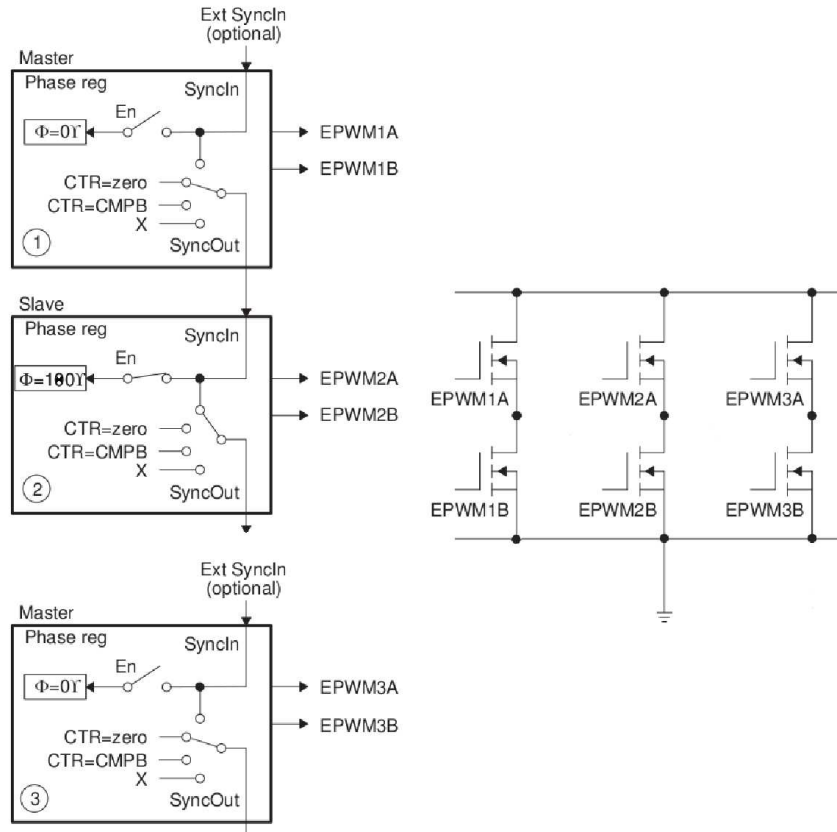 Ext SyncIn
(optional)
Master
Phase reg
SyncIn
En
Φ=0ϒ
EPWM1A
EPWM1B
CTR=zero
CTR=CMPB
X
1
SyncOut
Slave
Phase reg
SyncIn
En
EPWM2A
EPWM2B
CTR=zero
CTR=CMPB
X
2
SyncOut
Ext SyncIn
(optional)
Master
Phase reg
SyncIn
En
Φ=0ϒ
EPWM3A
EPWM3B
CTR=zero
CTR=CMPB
X
3
SyncOut
EPWM1A
EPWM2A
EPWM3A
EPWM1B
EPWM2B
EPWM3B